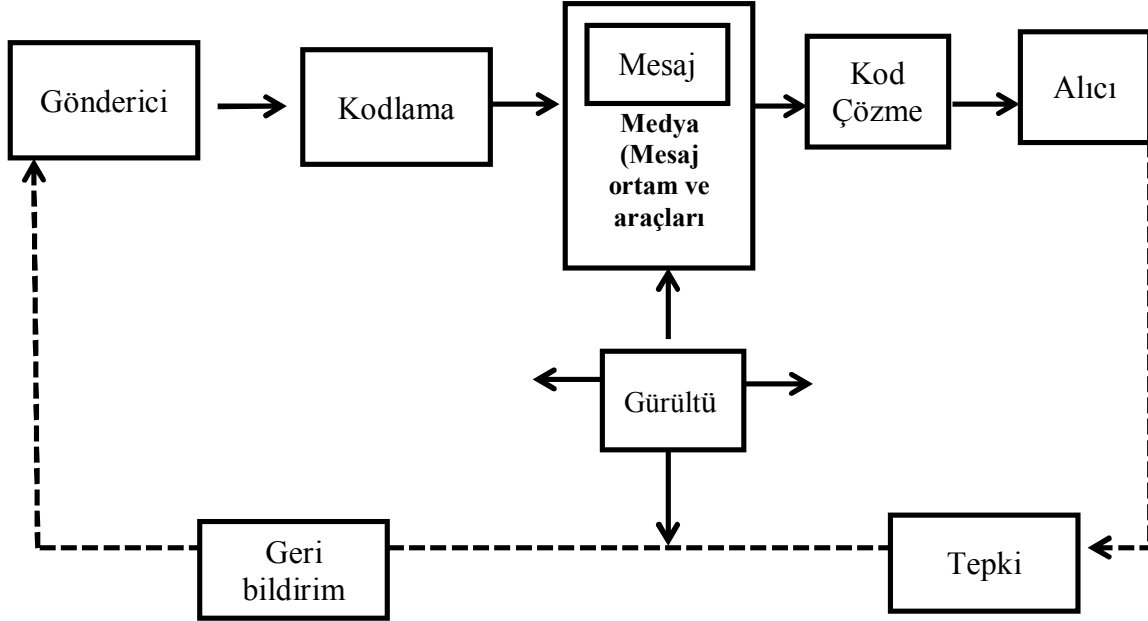 Gönderici
Kodlama
Mesaj
Medya
(Mesaj
ortam ve
araçları
Kod
Çözme
Alıcı
Gürültü
Geri
bildirim
Tepki